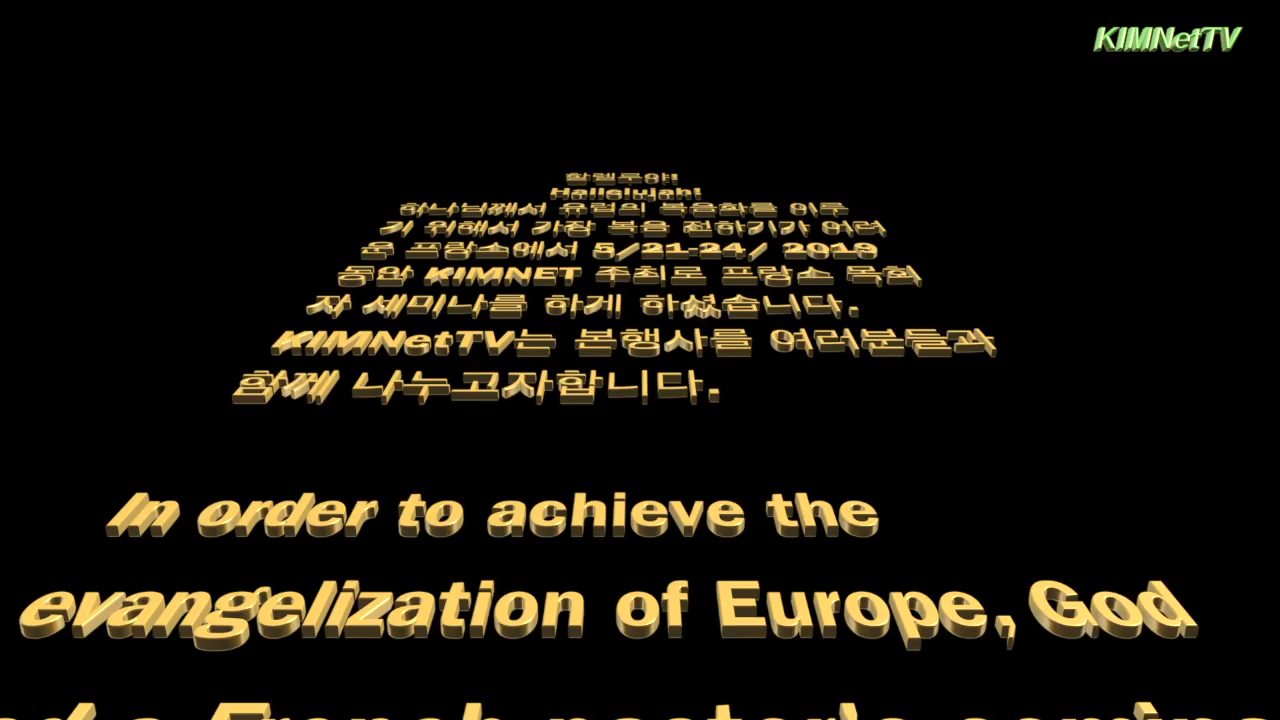 KIMNetTV
할렐루야!
Hallelujah!
하나님께서 유럽의 복음화를 이루
기 위해서 가장 복음 전하기가 어려
운 프랑스에서 5/21-24/ 2019
동안 KIMNET 주최로 프랑스 목회
자 세미나를 하게 하셨습니다.
KIMNetTV는 본행사를 여러분들과
함께 나누고자합니다.
In order to achieve the
evangelization of Europe, God
a French pastor's